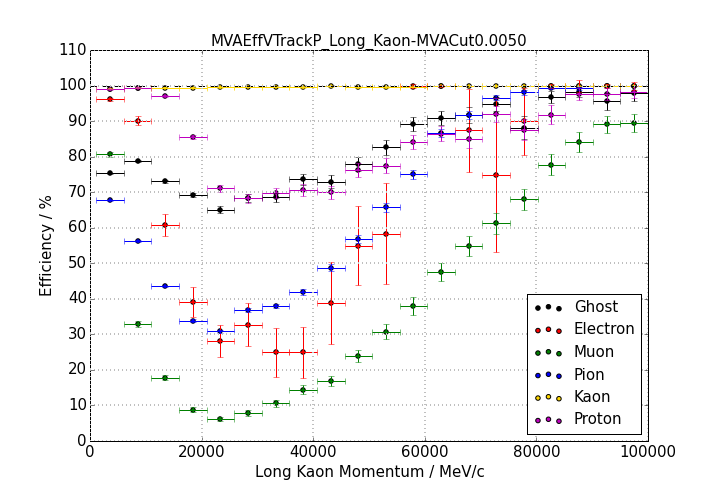 MVAEffVTrackP_Long_Kaon-MVACut0.0050
110
100
90
80
70
60
50
40
30
20
10
0
Efficiency / %
Ghost
Electron
Muon
Pion
Kaon
Proton
0 20000 40000 60000 80000 100000
Long Kaon Momentum / MeV/c